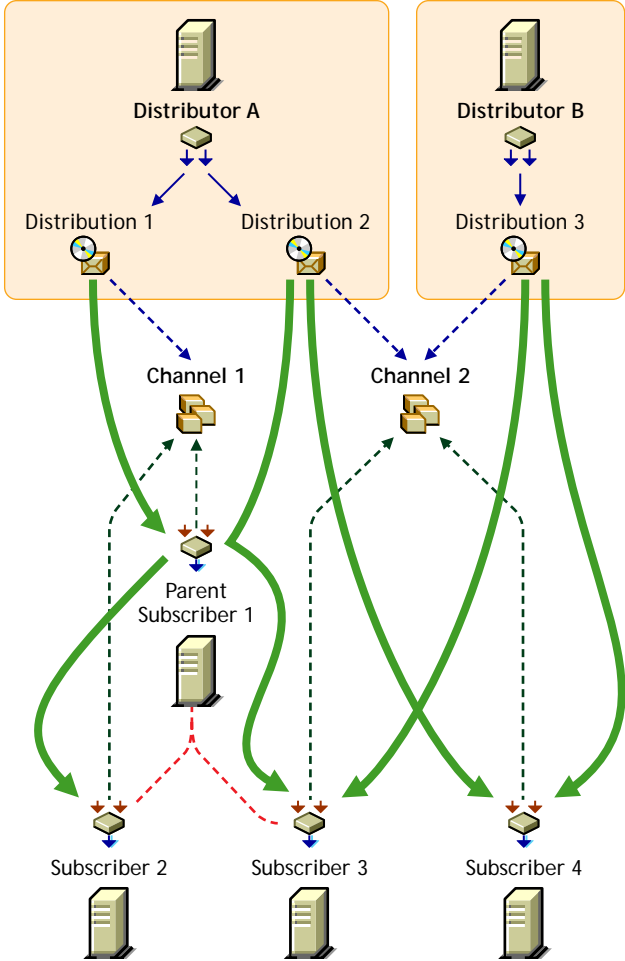 Distributor A
Distributor B
Distribution 1
Distribution 2
Distribution 3
Channel 1
Channel 2
Parent
Subscriber 1
Subscriber 2
Subscriber 3
Subscriber 4